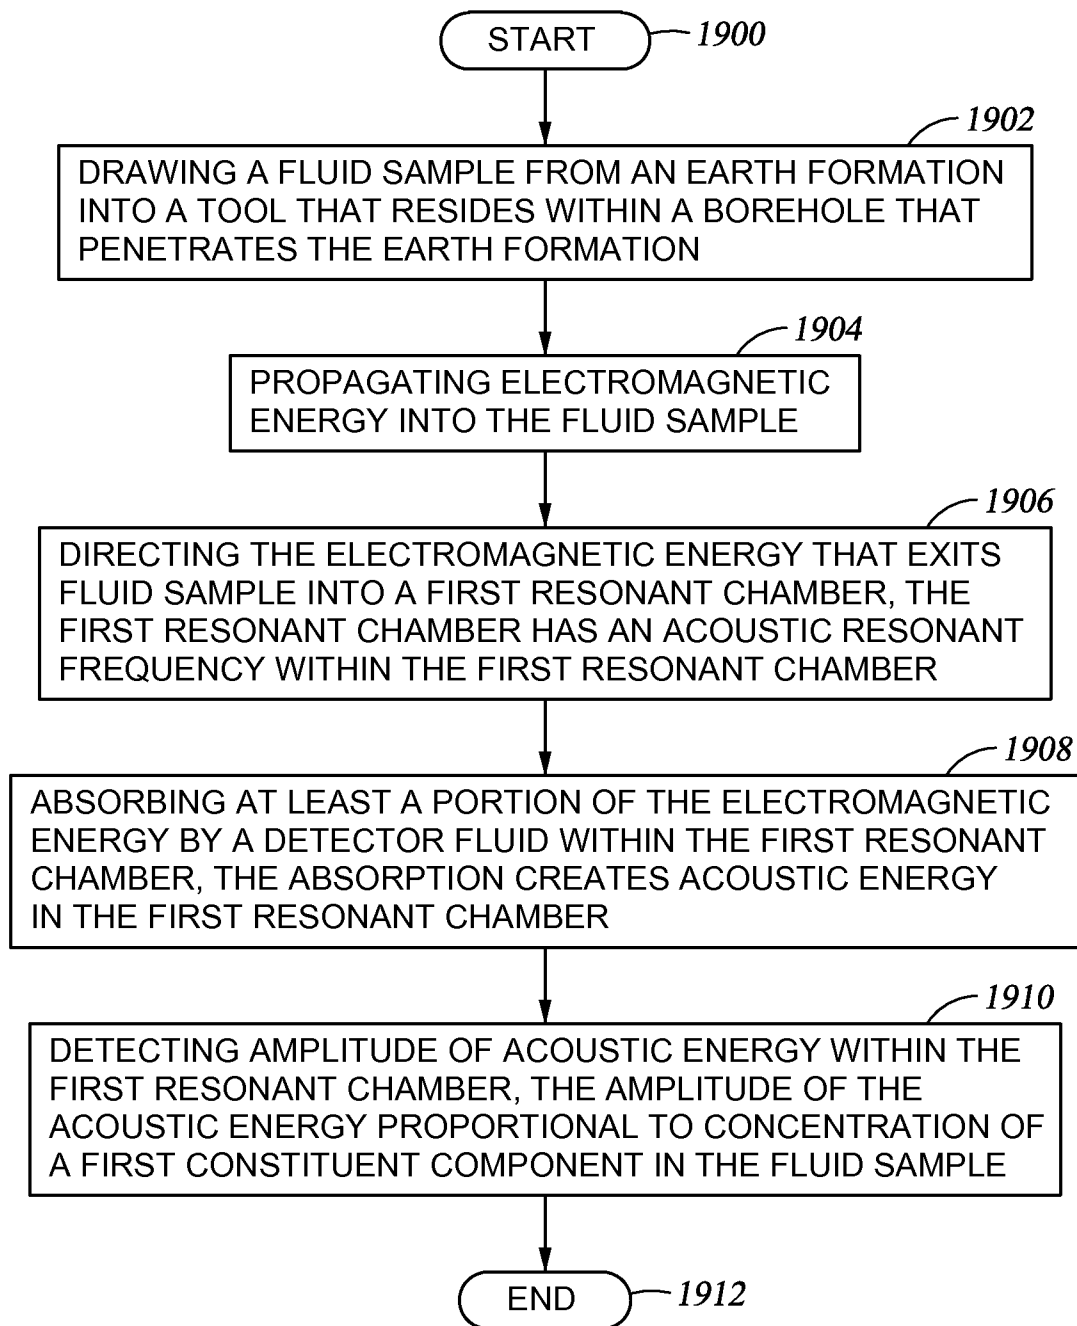 START
1900
1902
DRAWING A FLUID SAMPLE FROM AN EARTH FORMATION
INTO A TOOL THAT RESIDES WITHIN A BOREHOLE THAT
PENETRATES THE EARTH FORMATION
1904
PROPAGATING ELECTROMAGNETIC
ENERGY INTO THE FLUID SAMPLE
1906
DIRECTING THE ELECTROMAGNETIC ENERGY THAT EXITS
FLUID SAMPLE INTO A FIRST RESONANT CHAMBER, THE
FIRST RESONANT CHAMBER HAS AN ACOUSTIC RESONANT
FREQUENCY WITHIN THE FIRST RESONANT CHAMBER
1908
ABSORBING AT LEAST A PORTION OF THE ELECTROMAGNETIC
ENERGY BY A DETECTOR FLUID WITHIN THE FIRST RESONANT
CHAMBER, THE ABSORPTION CREATES ACOUSTIC ENERGY
IN THE FIRST RESONANT CHAMBER
1910
DETECTING AMPLITUDE OF ACOUSTIC ENERGY WITHIN THE
FIRST RESONANT CHAMBER, THE AMPLITUDE OF THE
ACOUSTIC ENERGY PROPORTIONAL TO CONCENTRATION OF
A FIRST CONSTITUENT COMPONENT IN THE FLUID SAMPLE
END
1912